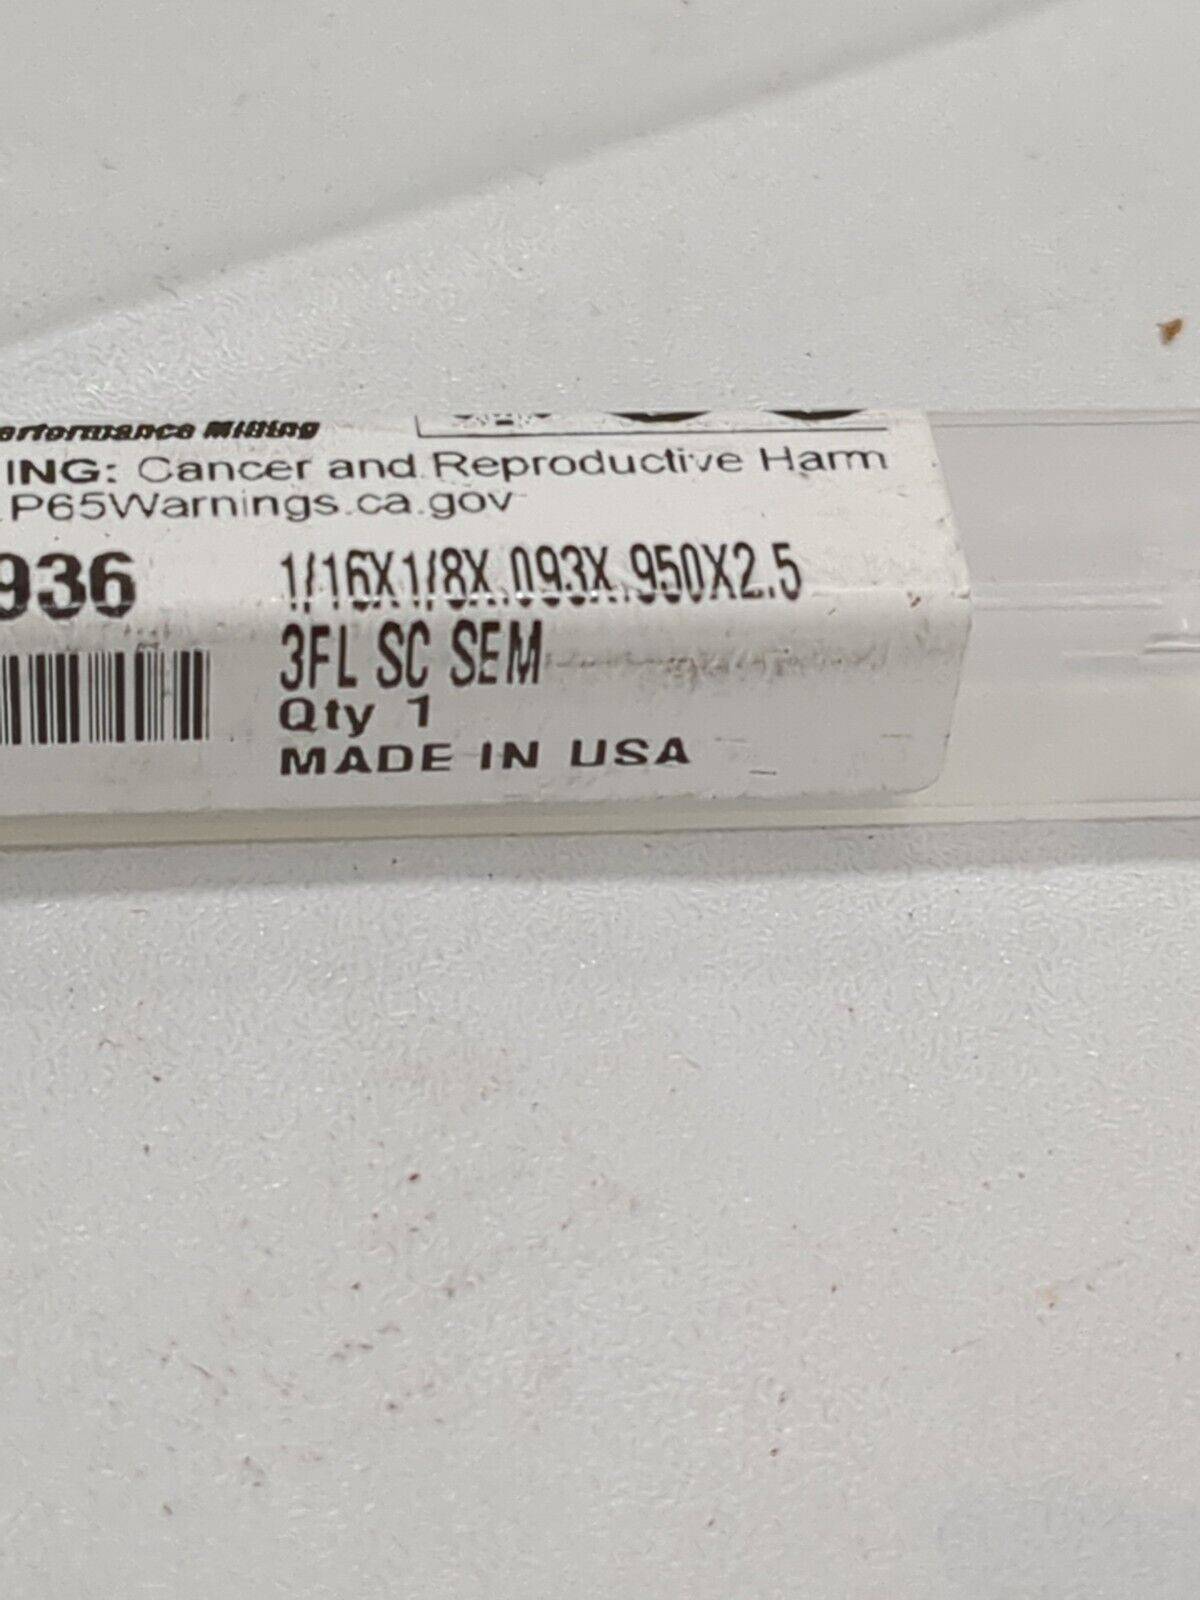 erformance Milling
ING: Cancer and Reproductive Harm
.P65Warnings.ca.gov
936
1/16X1/8X.093X.950X2.5
3FL SC SEM
Qty 1
MADE IN USA